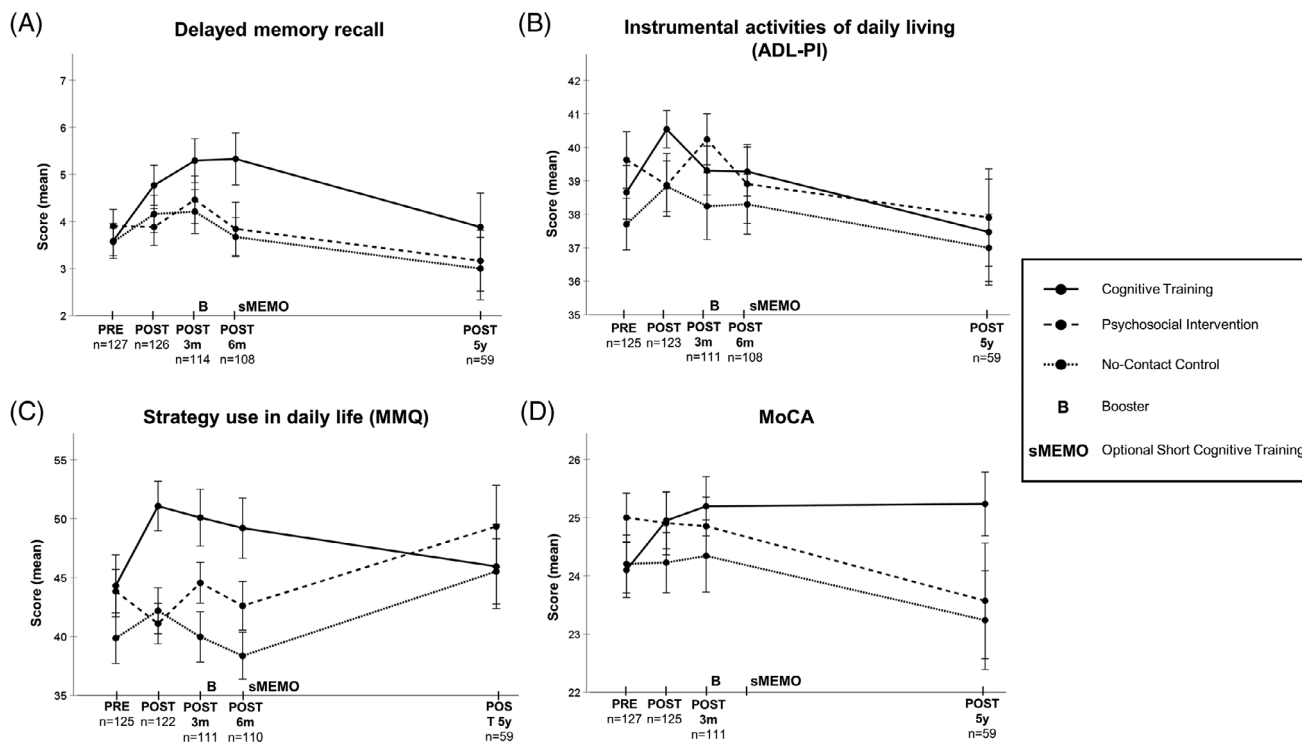 (A)
Delayed memory recall
7
6
5
4
3
2
Score (mean)
B sMEMO
PRE POST POST POST POST
3m 6m 5y
n=127 n=126 n=114 n=108 n=59
(B)
Instrumental activities of daily living
(ADL-PI)
42
41
40
39
38
37
36
35
Score (mean)
B sMEMO
PRE POST POST POST POST
3m 6m 5y
n=125 n=123 n=111 n=108 n=59
Cognitive Training
Psychosocial Intervention
No-Contact Control
B Booster
sMEMO Optional Short Cognitive Training
(C)
Strategy use in daily life (MMQ)
55
50
45
40
35
Score (mean)
B sMEMO
PRE POST POST POST POS
3m 6m T 5y
n=125 n=122 n=111 n=110 n=59
(D)
MoCA
26
25
24
23
22
Score (mean)
B sMEMO
PRE POST POST POST
3m 5y
n=127 n=125 n=111 n=59